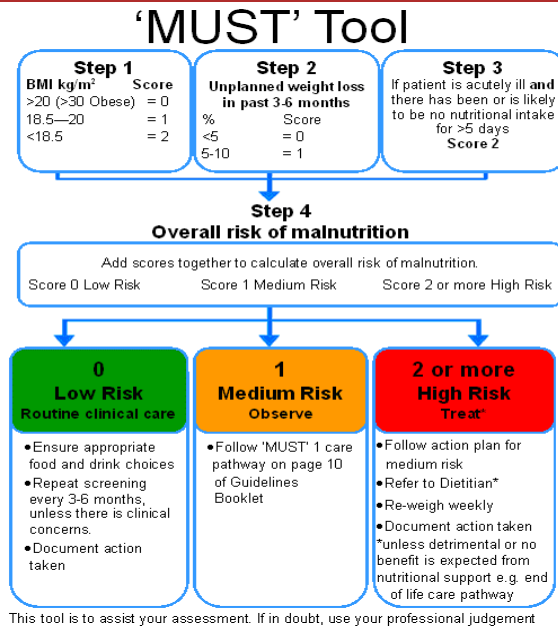 ‘MUST’ Tool
Step 1
BMI kg/m² Score
>20 (>30 Obese) = 0
18.5—20 = 1
<18.5 = 2
Step 2
Unplanned weight loss
in past 3-6 months
% Score
<5 = 0
5-10 = 1
Step 3
If patient is acutely ill and
there has been or is likely
to be no nutritional intake
for >5 days
Score 2
Step 4
Overall risk of malnutrition
Add scores together to calculate overall risk of malnutrition.
Score 0 Low Risk Score 1 Medium Risk Score 2 or more High Risk
0
Low Risk
Routine clinical care
•Ensure appropriate
food and drink choices
•Repeat screening
every 3-6 months,
unless there is clinical
concerns.
•Document action
taken
1
Medium Risk
Observe
•Follow 'MUST' 1 care
pathway on page 10
of Guidelines
Booklet
2 or more
High Risk
Treat*
•Follow action plan for
medium risk
•Refer to Dietitian*
•Re-weigh weekly
•Document action taken
*unless detrimental or no
benefit is expected from
nutritional support e.g. end
of life care pathway
This tool is to assist your assessment. If in doubt, use your professional judgement